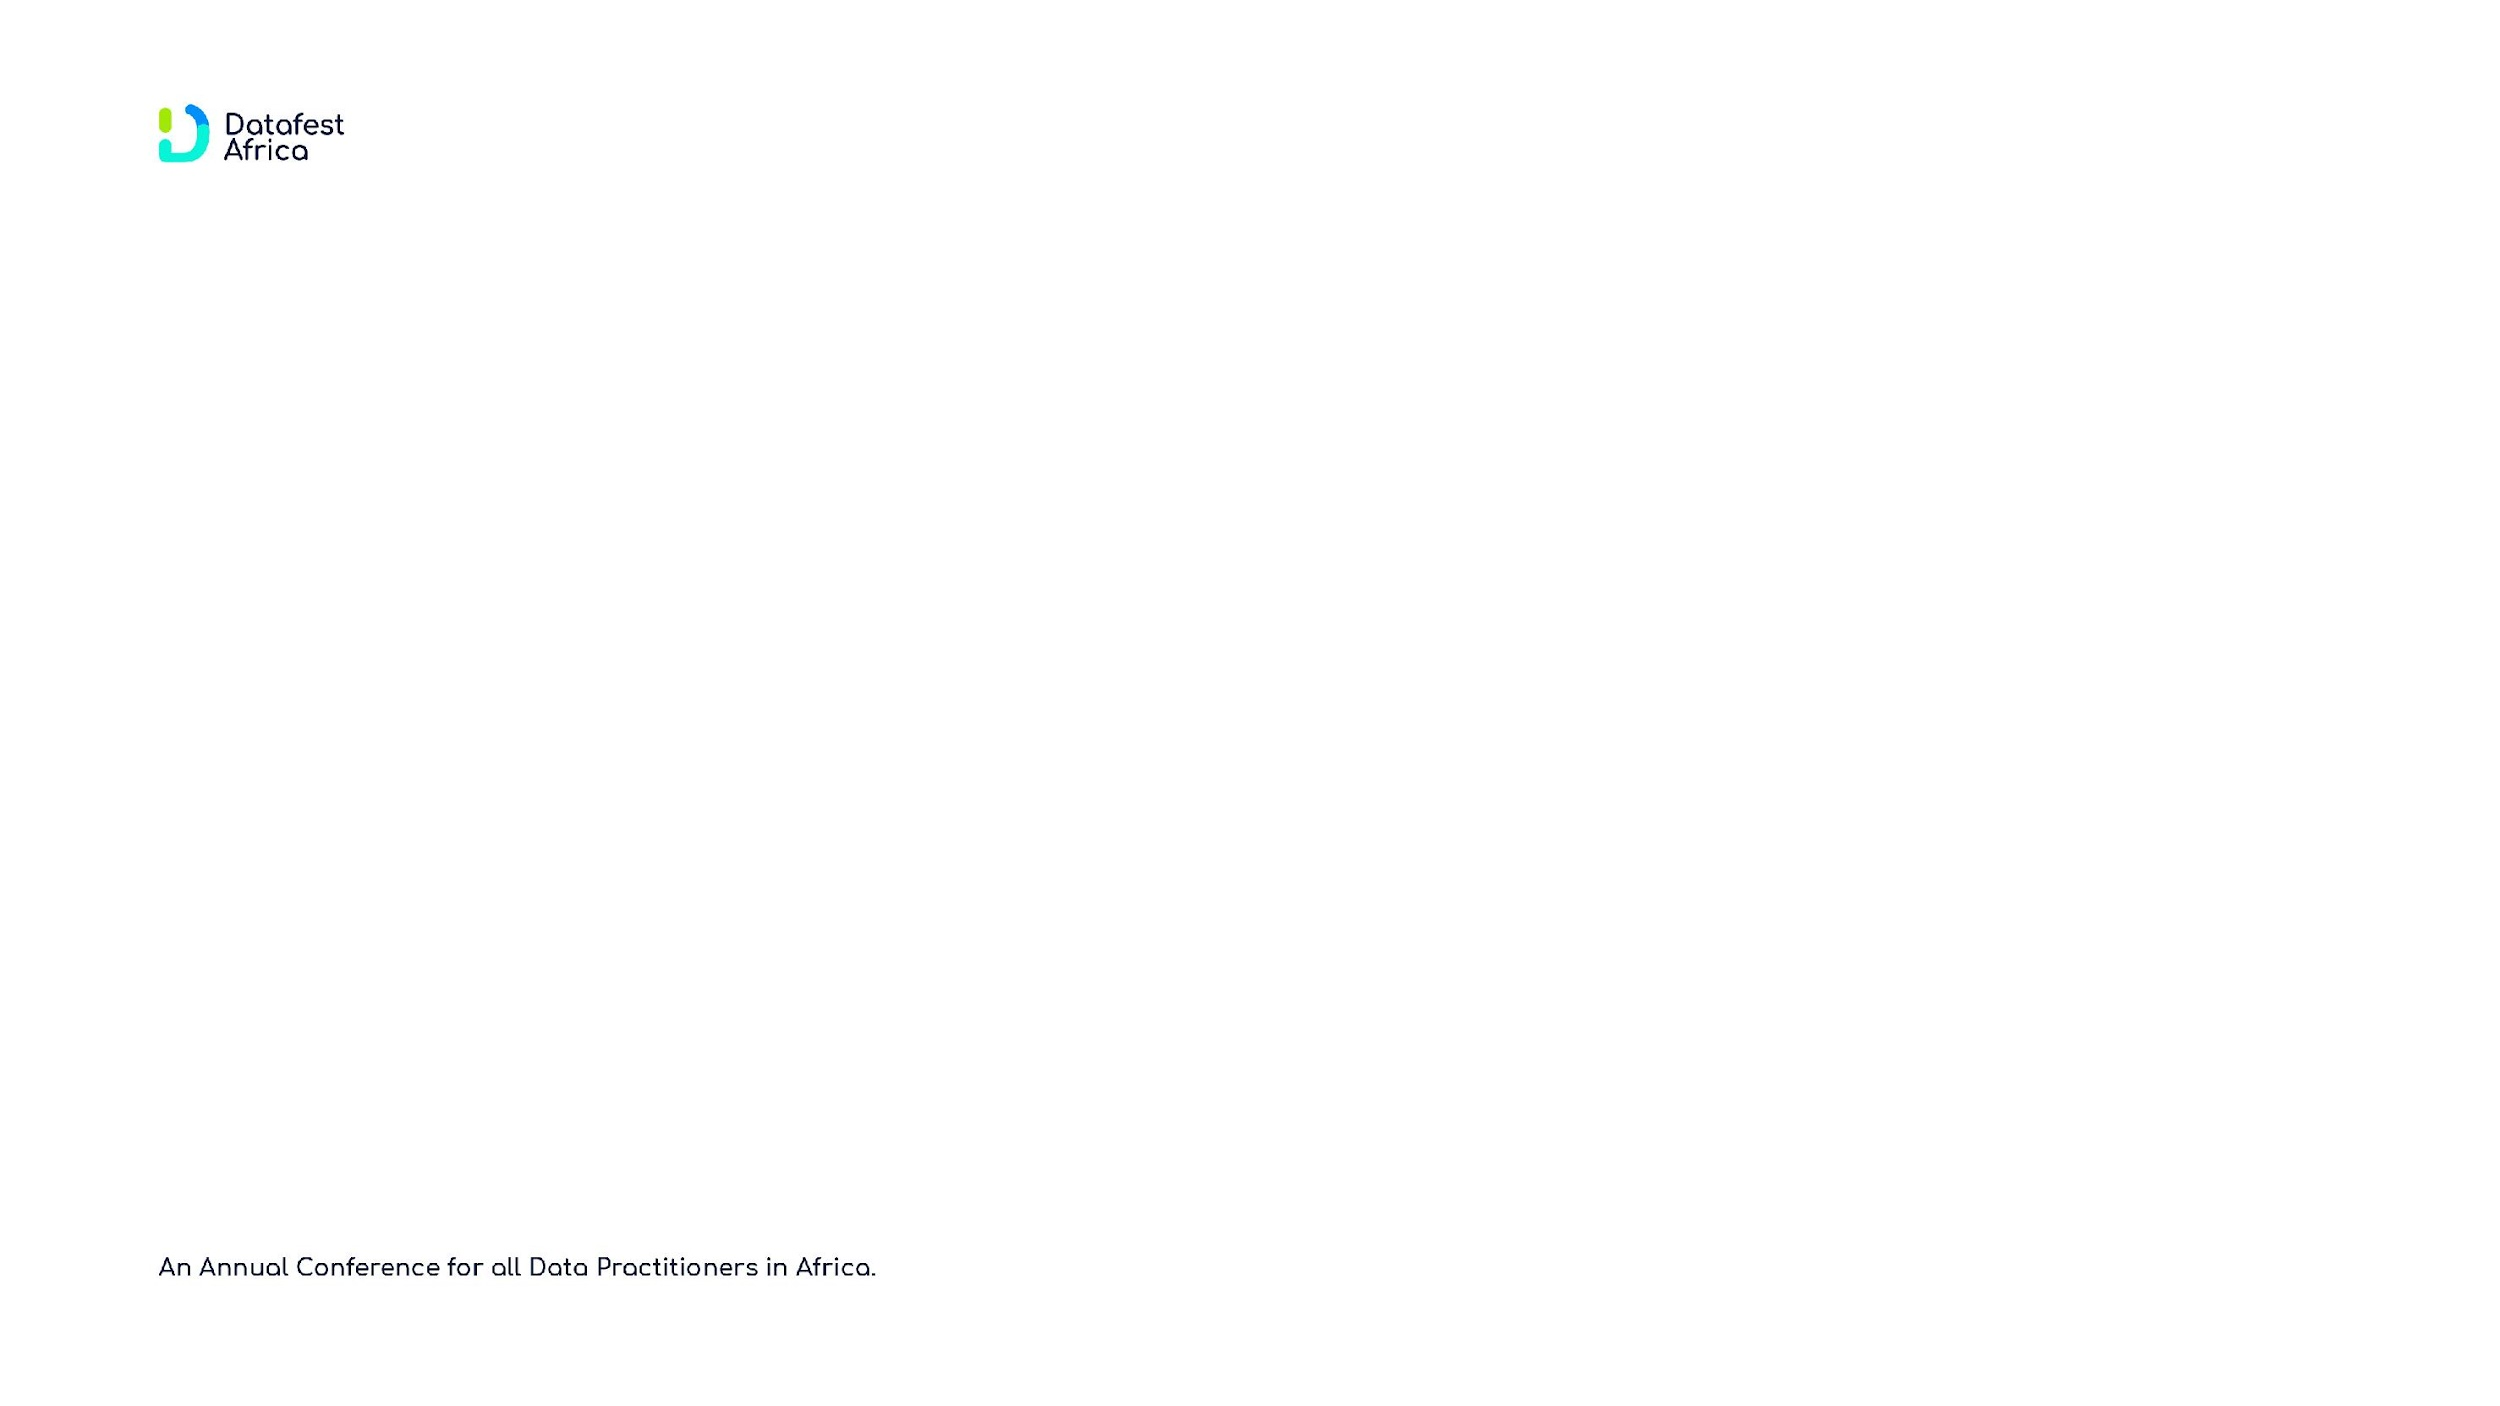 Datafest
Africa
An Annual Conference for all Data Practitioners in Africa.